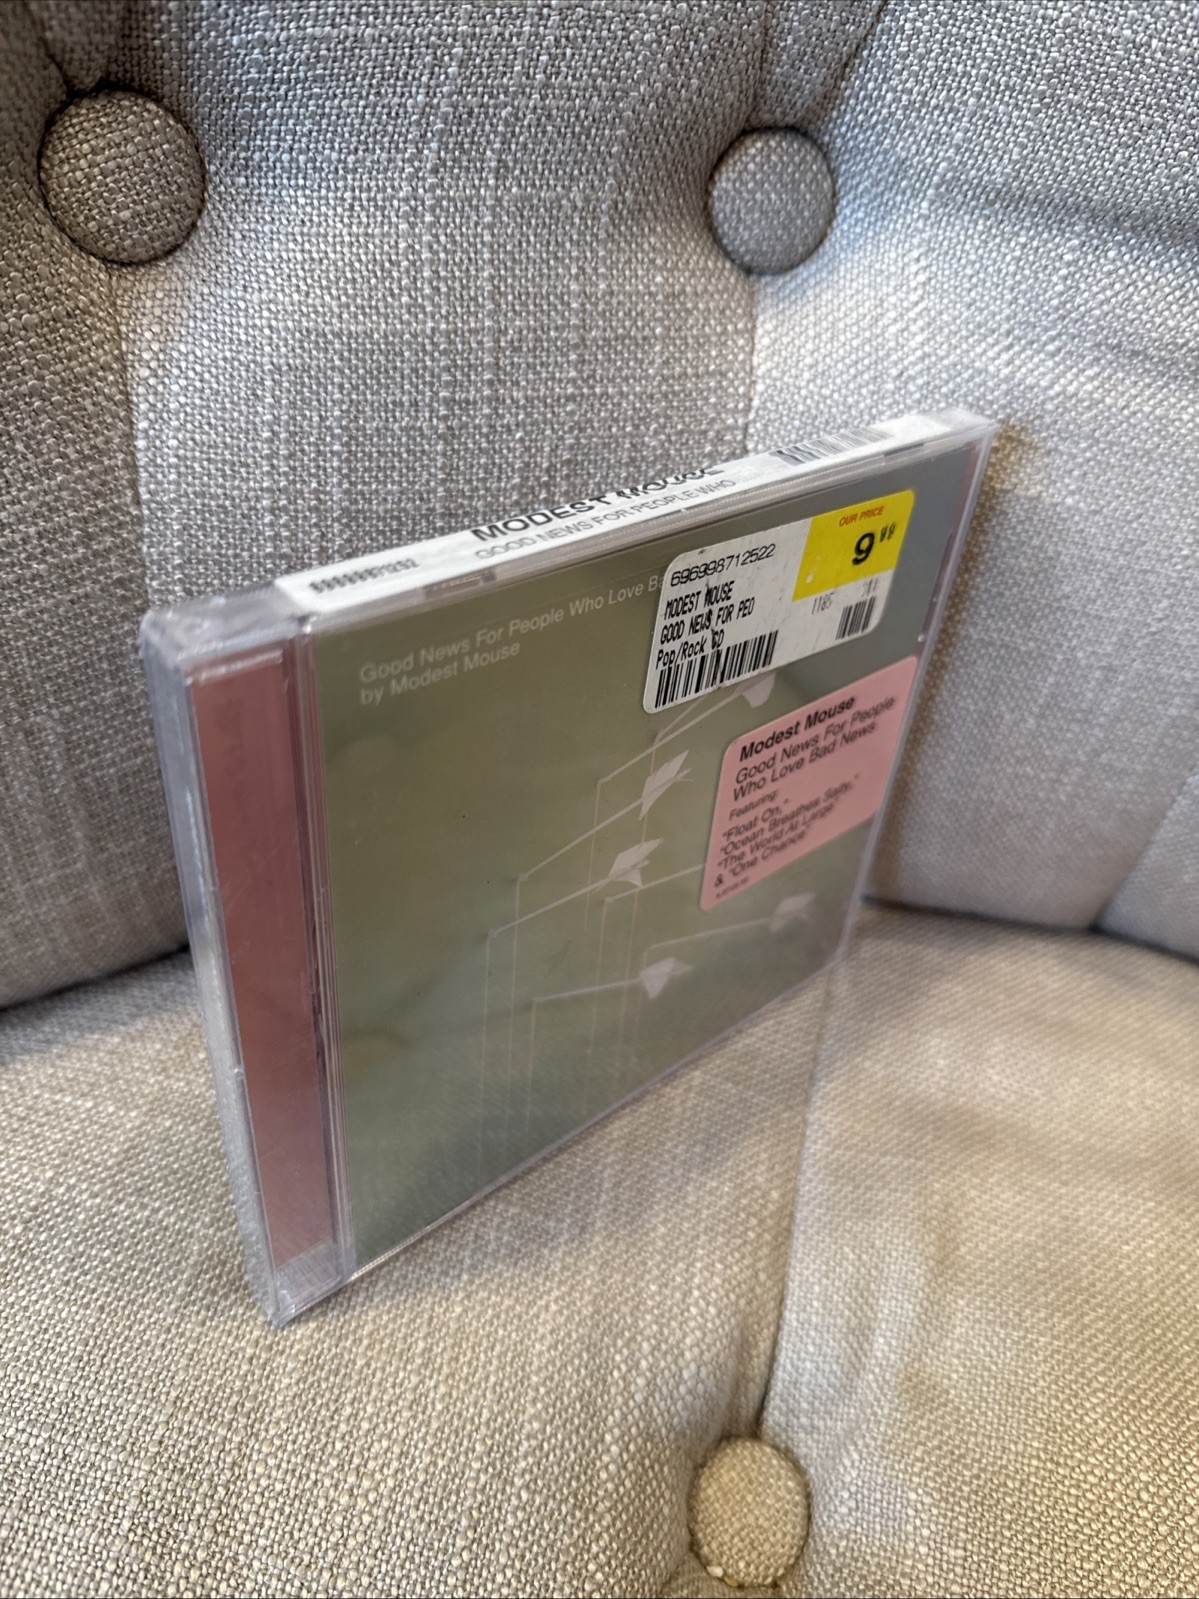 MODEST MOUSE
GOOD NEWS FOR PEOPLE WHO
Good News For People Who Love Ba
by Modest Mouse
696998712522
MODEST MOUSE
GOOD NEWS FOR PEO
Pop/Rock CD
OUR PRICE
9
Modest Mouse
Good News For People
Who Love Bad News
Featuring:
"Float On,"
"Ocean Breathes Salty,"
"The World At Large"
& "One Chance"